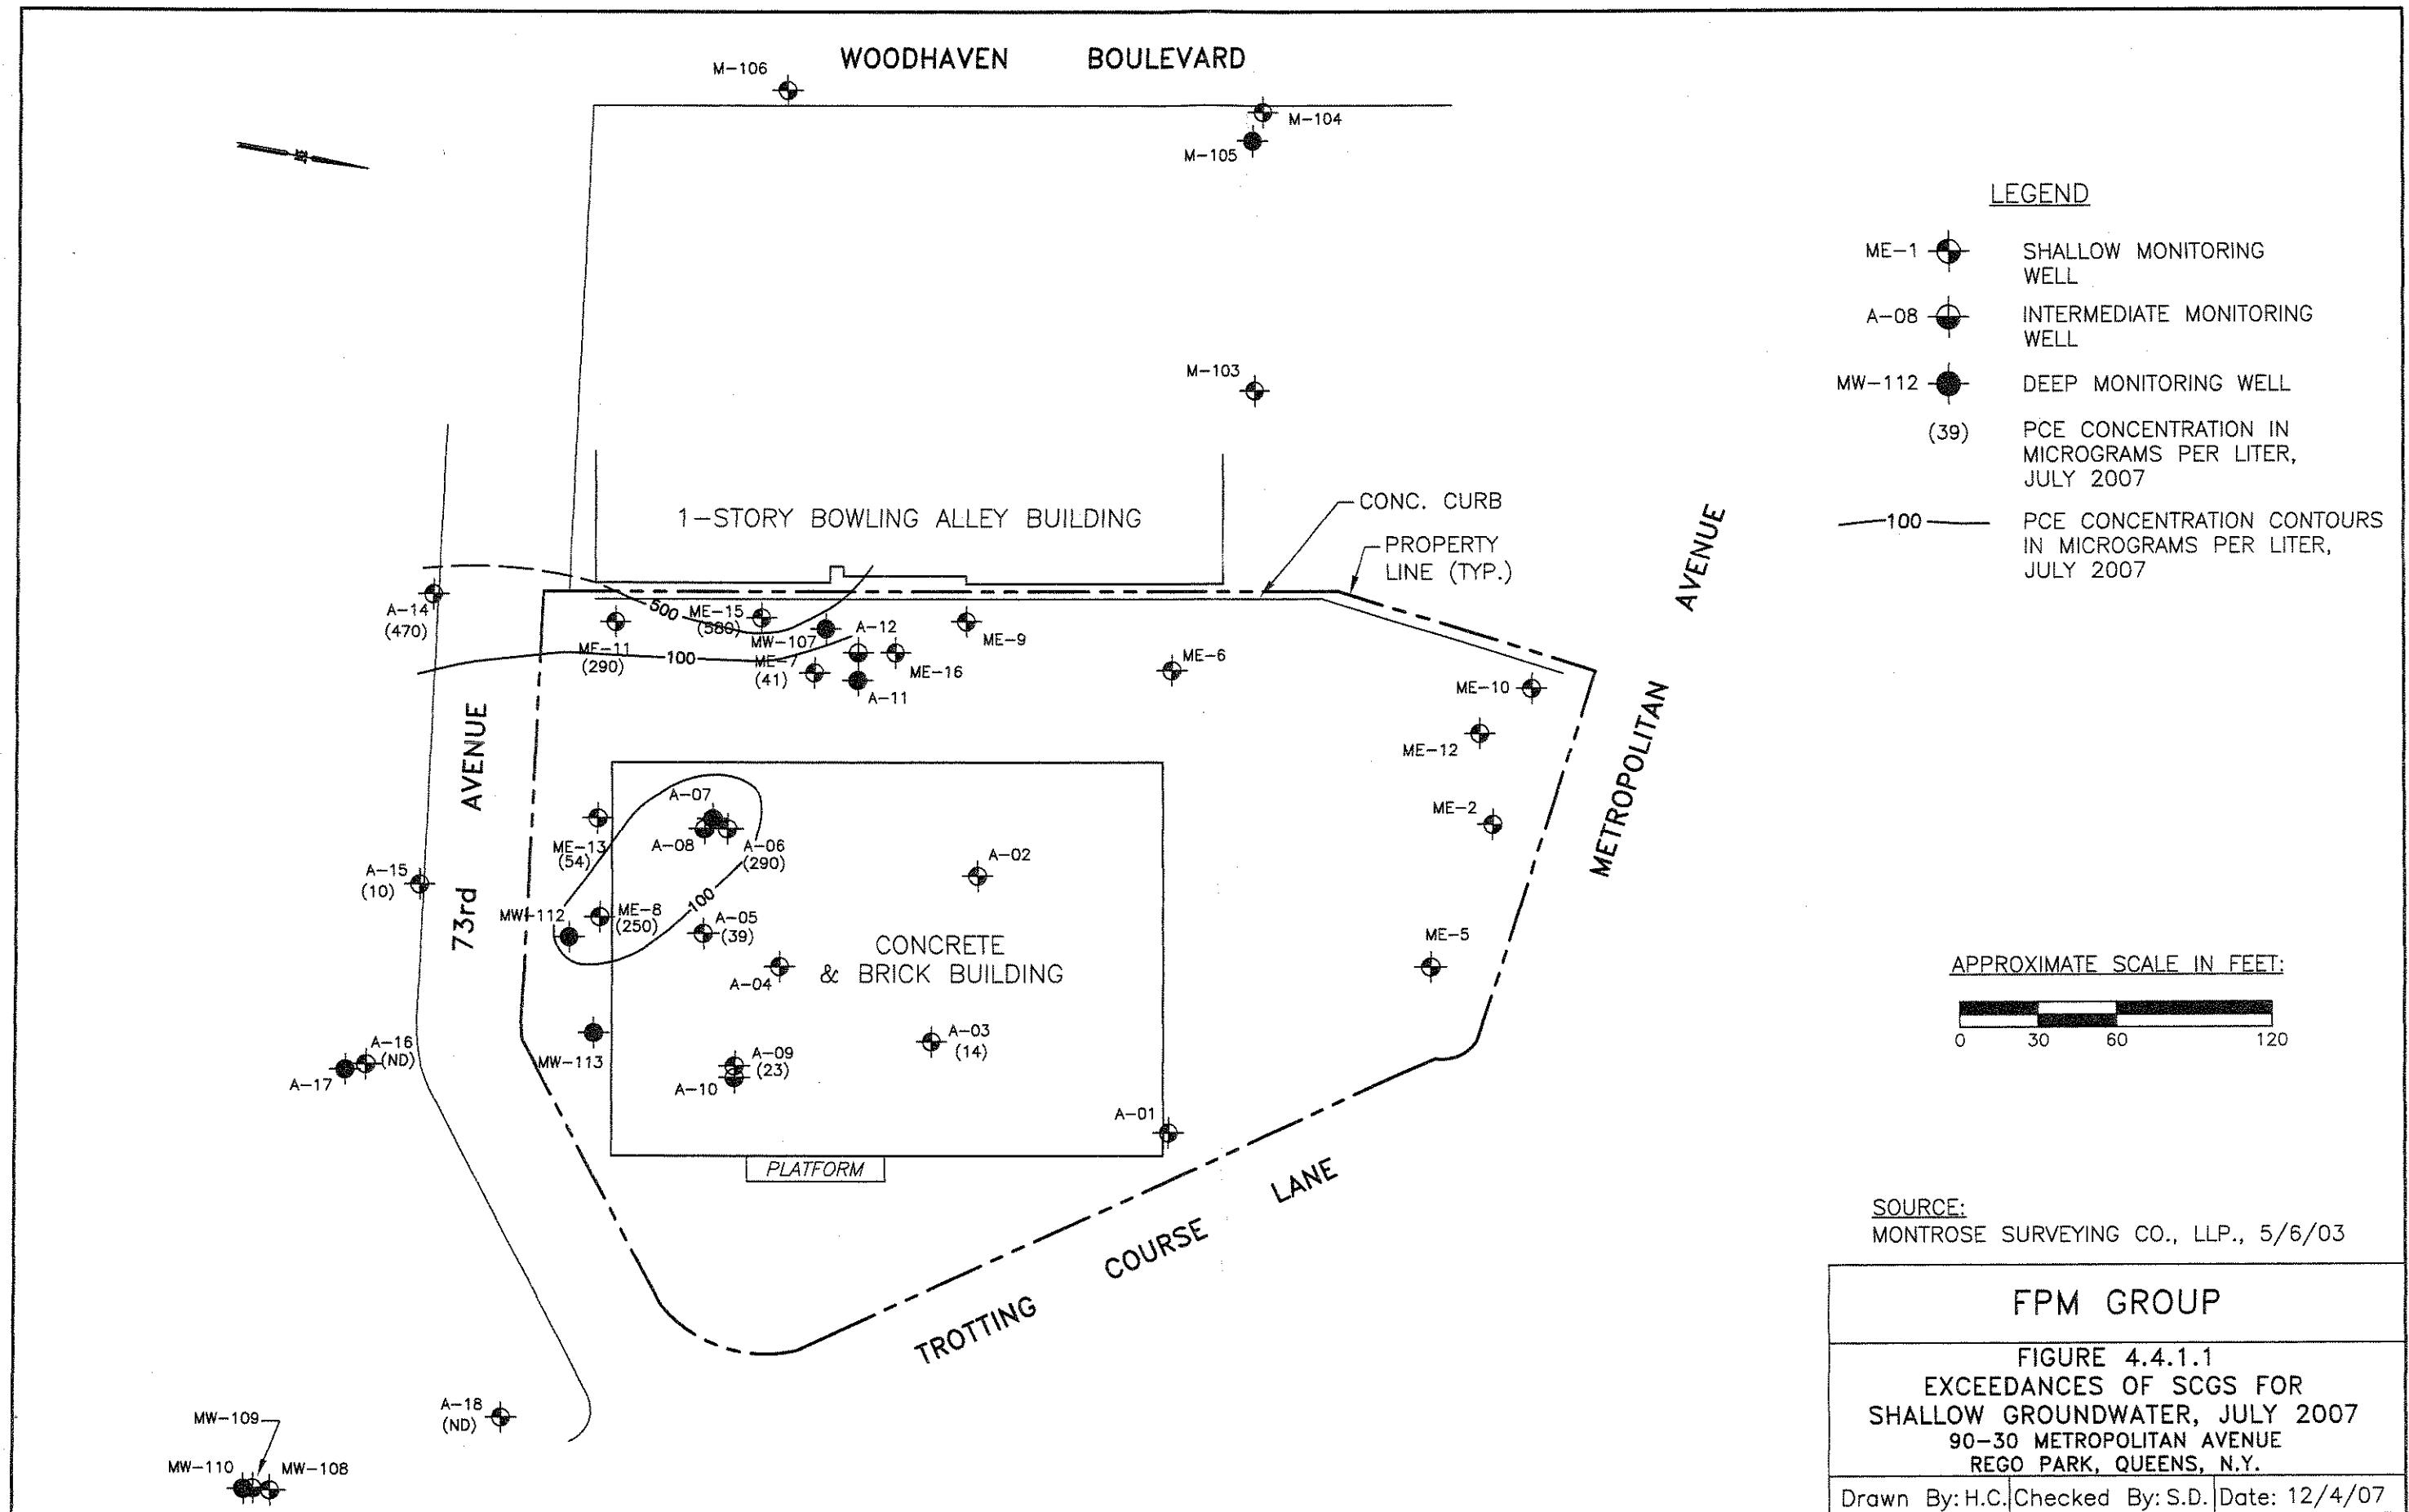 WOODHAVEN BOULEVARD
M-106
M-104
M-105
M-103
LEGEND
ME-1 SHALLOW MONITORING
WELL
A-08 INTERMEDIATE MONITORING
WELL
MW-112 DEEP MONITORING WELL
(39) PCE CONCENTRATION IN
MICROGRAMS PER LITER,
JULY 2007
100 PCE CONCENTRATION CONTOURS
IN MICROGRAMS PER LITER,
JULY 2007
1-STORY BOWLING ALLEY BUILDING
CONC. CURB
PROPERTY
LINE (TYP.)
A-14
(470)
500
ME-15
(580)
MW-107
A-12
ME-9
ME-11
(290)
100
ME-7
(41)
ME-16
A-11
ME-6
ME-10
ME-12
ME-2
ME-5
METROPOLITAN AVENUE
73rd AVENUE
A-07
A-08
A-06
(290)
ME-13
(54)
A-15
(10)
A-02
MW-112
ME-8
(250)
100
A-05
(39)
A-04
CONCRETE
& BRICK BUILDING
A-03
(14)
A-16
(ND)
A-17
MW-113
A-09
(23)
A-10
A-01
PLATFORM
TROTTING COURSE LANE
A-18
(ND)
MW-109
MW-110
MW-108
APPROXIMATE SCALE IN FEET:
0 30 60 120
SOURCE:
MONTROSE SURVEYING CO., LLP., 5/6/03
FPM GROUP
FIGURE 4.4.1.1
EXCEEDANCES OF SCGS FOR
SHALLOW GROUNDWATER, JULY 2007
90-30 METROPOLITAN AVENUE
REGO PARK, QUEENS, N.Y.
Drawn By: H.C. Checked By: S.D. Date: 12/4/07